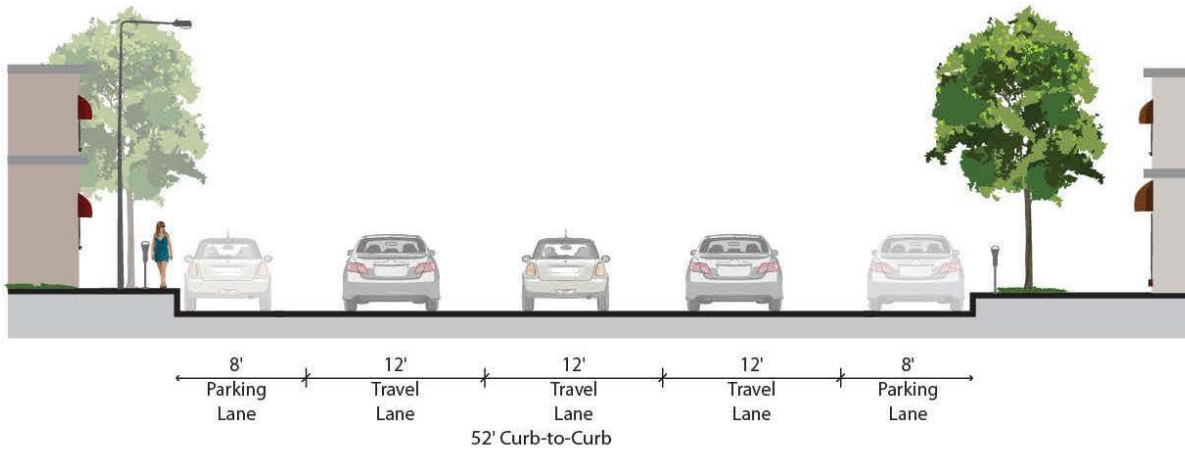 8' 12' 12' 12' 8'
Parking Travel Travel Travel Parking
Lane Lane Lane Lane Lane
52' Curb-to-Curb